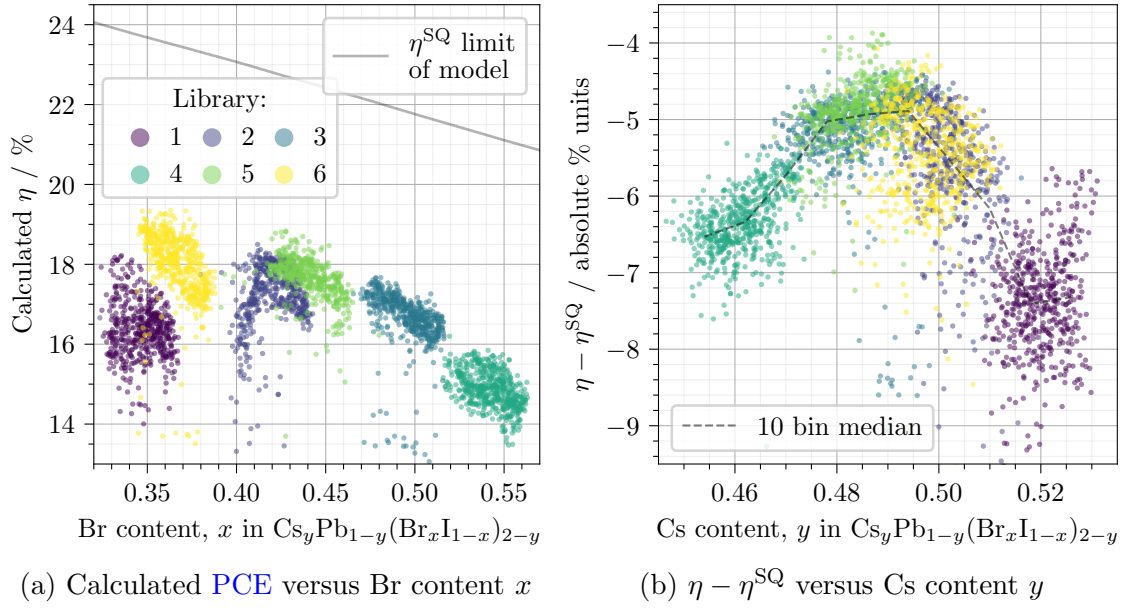 24
22
20
18
16
14
Calculated η / %
η^SQ limit
of model
Library:
1 2 3
4 5 6
0.35 0.40 0.45 0.50 0.55
Br content, x in Cs_yPb_{1−y}(Br_xI_{1−x})_{2−y}
(a) Calculated PCE versus Br content x
−4
−5
−6
−7
−8
−9
η − η^SQ / absolute % units
10 bin median
0.46 0.48 0.50 0.52
Cs content, y in Cs_yPb_{1−y}(Br_xI_{1−x})_{2−y}
(b) η − η^SQ versus Cs content y